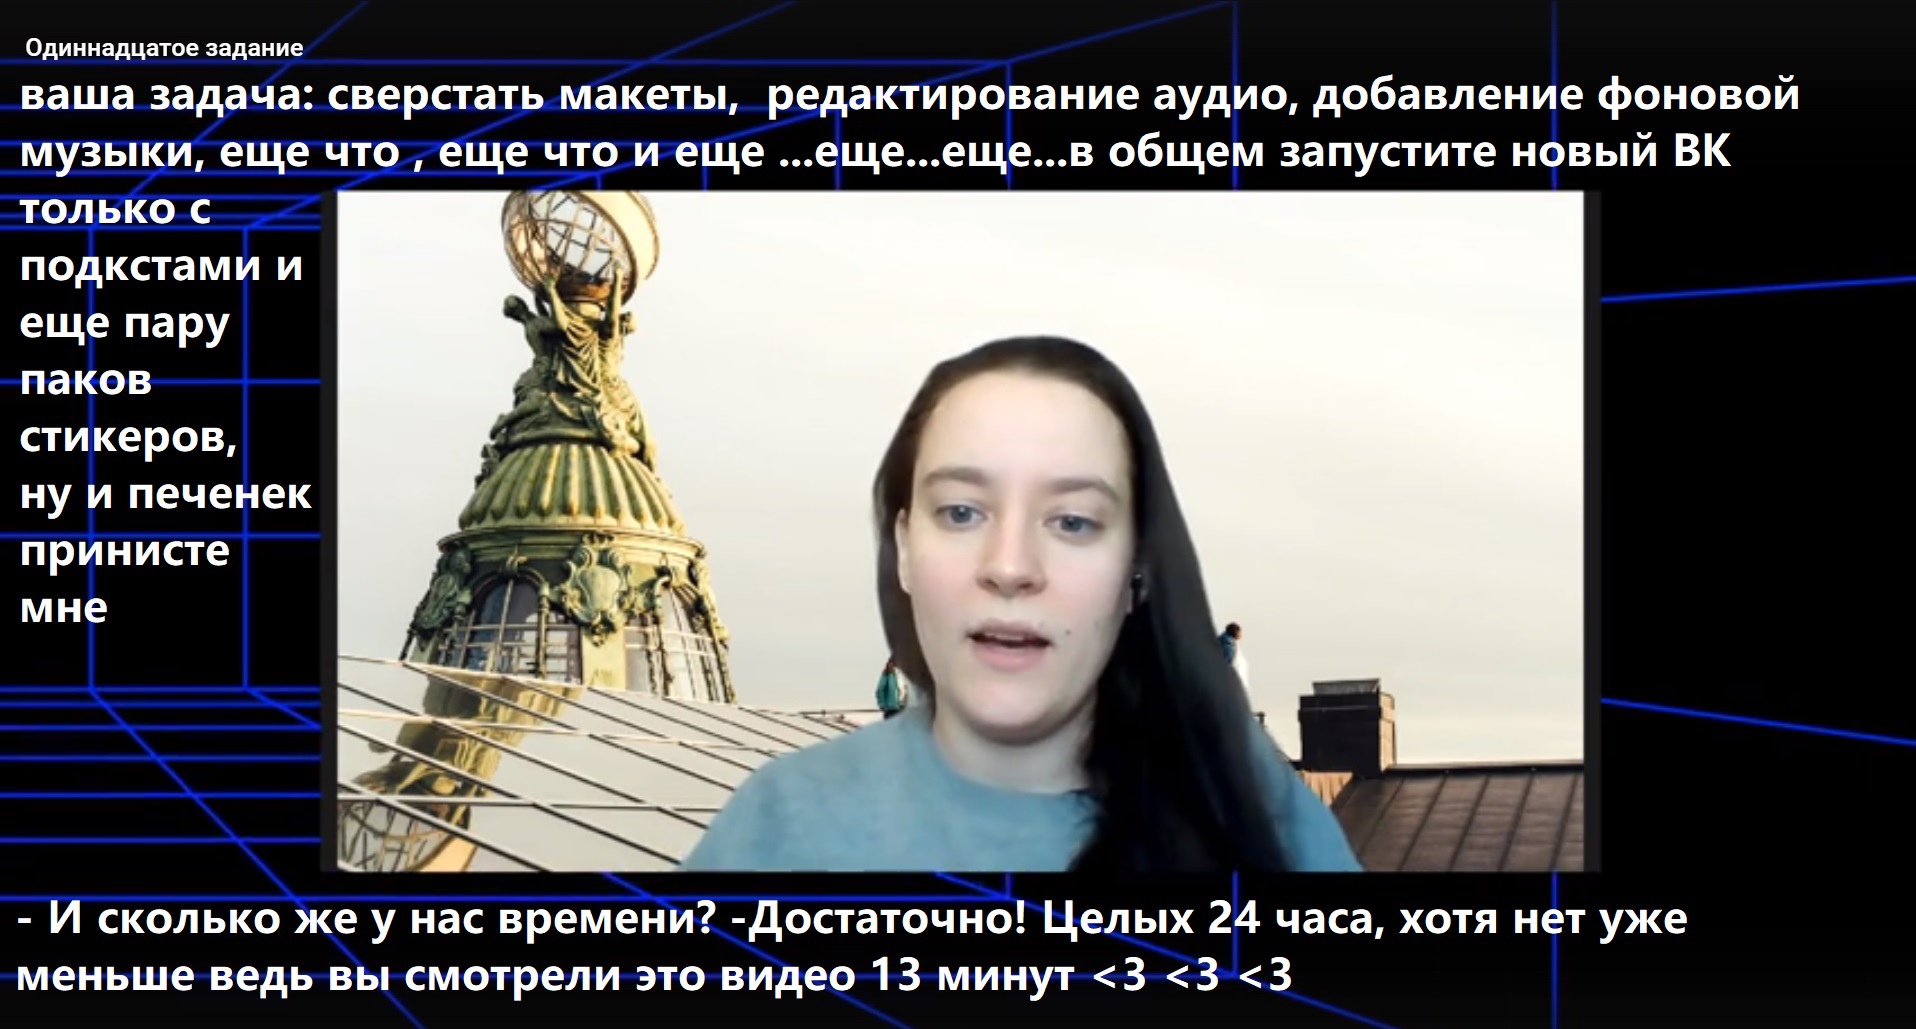 Одиннадцатое задание
ваша задача: сверстать макеты,  редактирование аудио, добавление фоновой
музыки, еще что , еще что и еще ...еще...еще...в общем запустите новый ВК
только с
подкстами и
еще пару
паков
стикеров,
ну и печенек
принисте
мне
- И сколько же у нас времени? -Достаточно! Целых 24 часа, хотя нет уже
меньше ведь вы смотрели это видео 13 минут <3 <3 <3